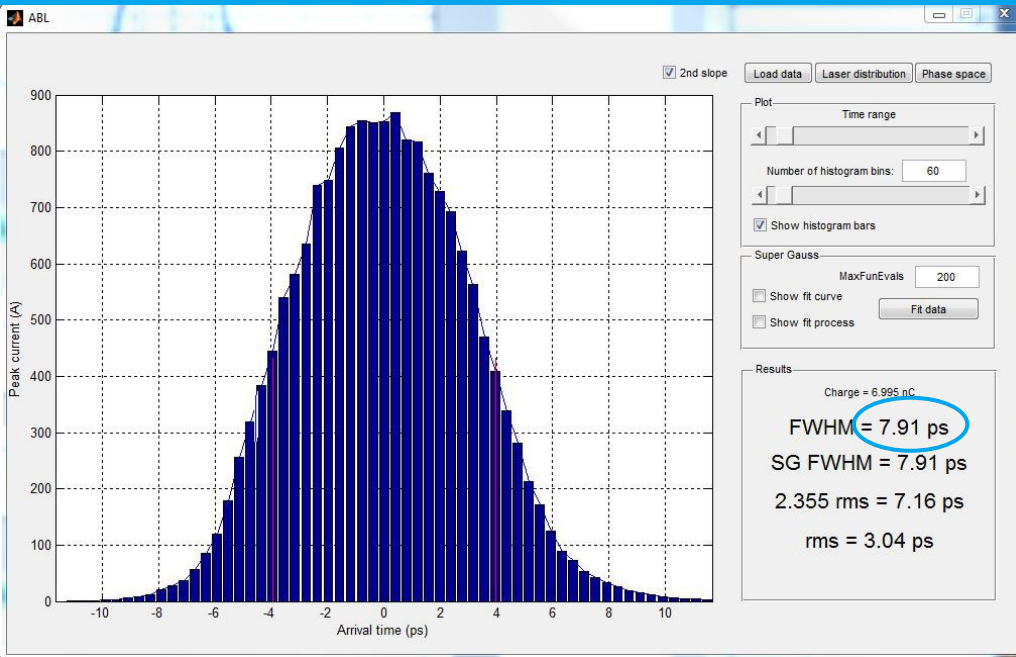 ABL
2nd slope
Load data
Laser distribution
Phase space
900
800
700
600
500
400
300
200
100
0
-10 -8 -6 -4 -2 0 2 4 6 8 10
Peak current (A)
Arrival time (ps)
Plot
Time range
Number of histogram bins: 60
Show histogram bars
Super Gauss
MaxFunEvals 200
Show fit curve
Fit data
Show fit process
Results
Charge = 6.995 nC
FWHM = 7.91 ps
SG FWHM = 7.91 ps
2.355 rms = 7.16 ps
rms = 3.04 ps